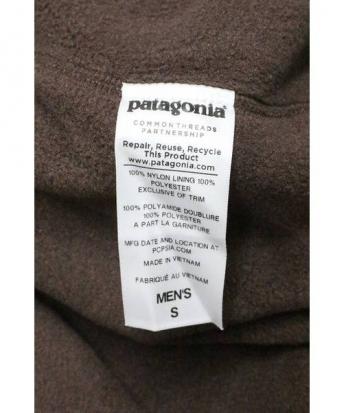 patagonia®
COMMON THREADS
PARTNERSHIP
Repair, Reuse, Recycle
This Product
www.patagonia.com
100% NYLON LINING 100%
POLYESTER
EXCLUSIVE OF TRIM
100% POLYAMIDE DOUBLURE
100% POLYESTER
A PART LA GARNITURE
MFG DATE AND LOCATION AT
PCPSIA.COM
MADE IN VIETNAM
FABRIQUÉ AU VIETNAM
MEN'S
S